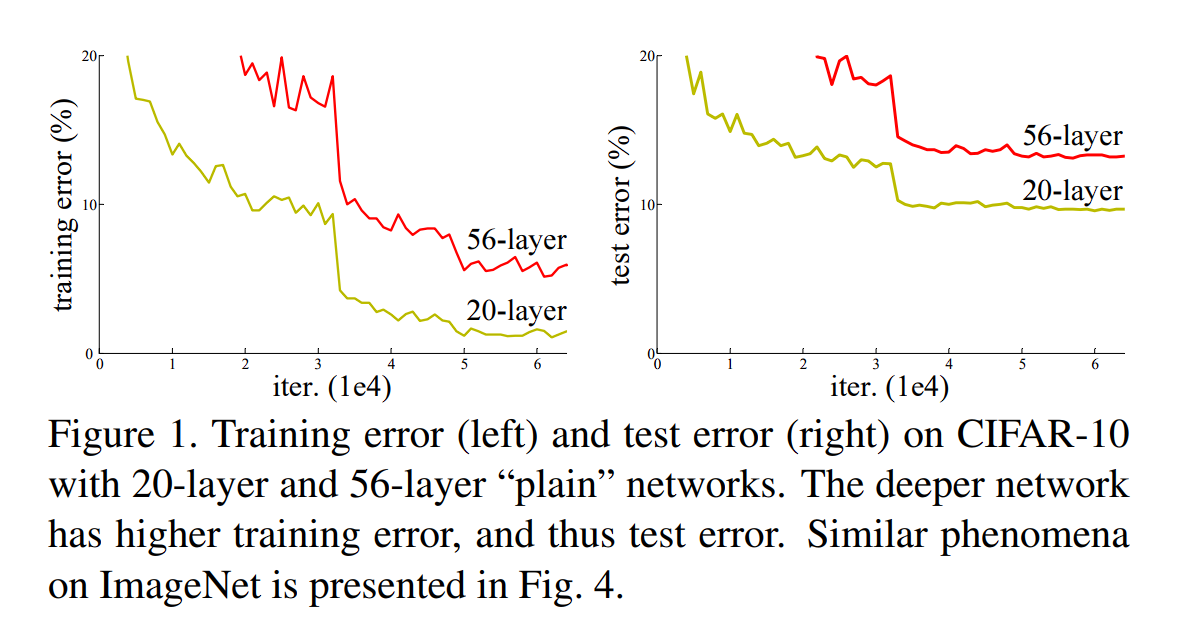 20
10
0
training error (%)
0 1 2 3 4 5 6
iter. (1e4)
56-layer
20-layer
20
10
0
test error (%)
0 1 2 3 4 5 6
iter. (1e4)
56-layer
20-layer
Figure 1. Training error (left) and test error (right) on CIFAR-10
with 20-layer and 56-layer “plain” networks. The deeper network
has higher training error, and thus test error. Similar phenomena
on ImageNet is presented in Fig. 4.